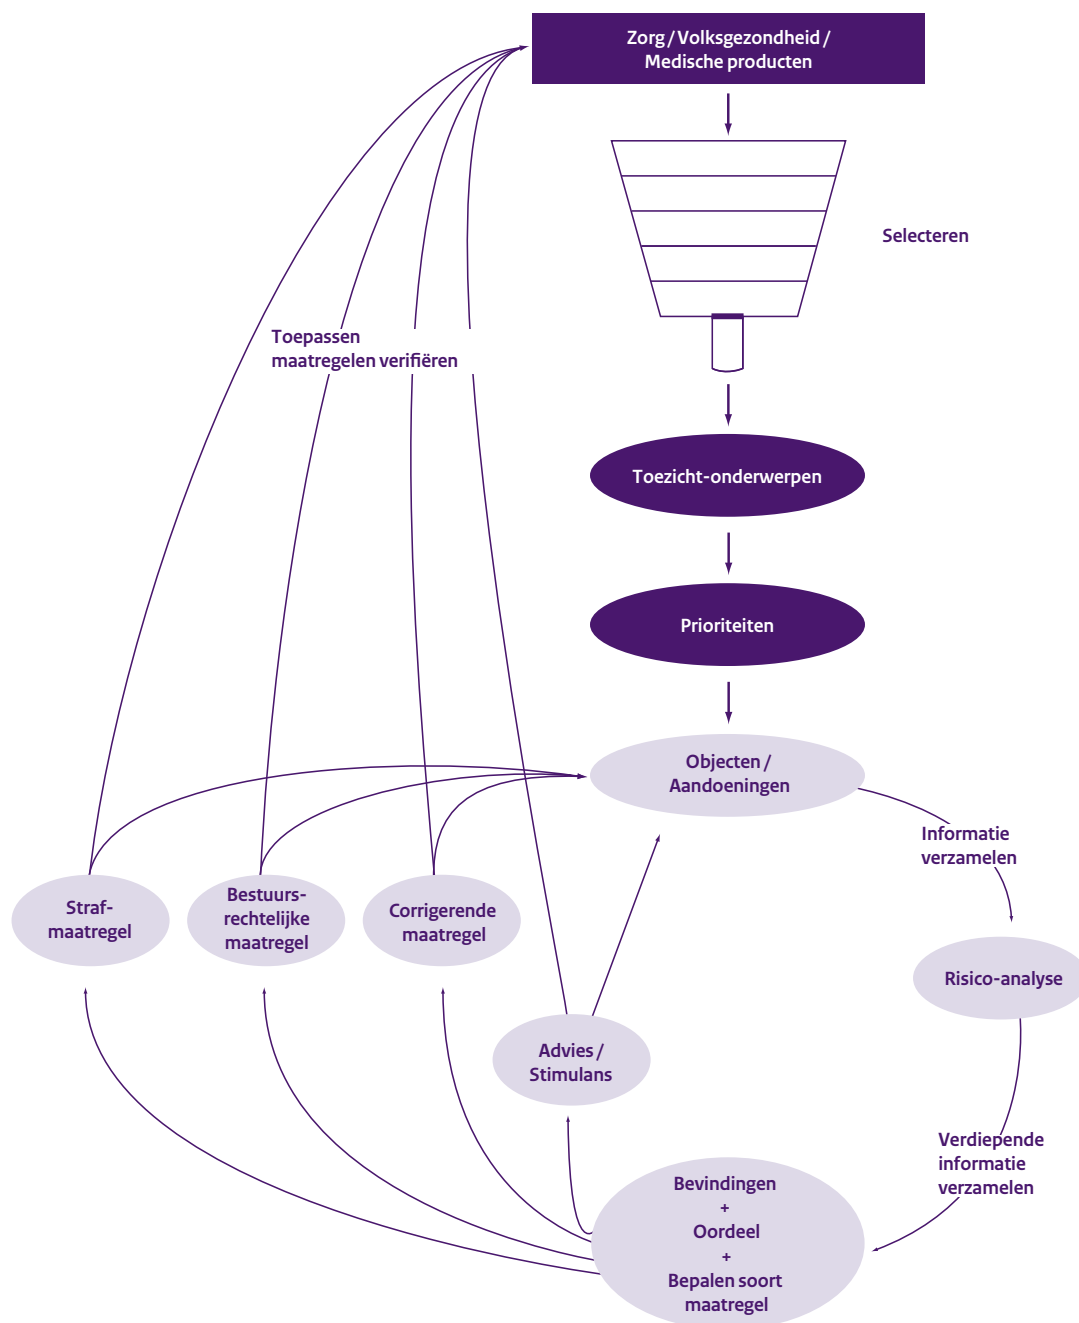 Zorg / Volksgezondheid /
Medische producten
Selecteren
Toepassen
maatregelen verifiëren
Toezicht-onderwerpen
Prioriteiten
Objecten /
Aandoeningen
Informatie
verzamelen
Straf-
maatregel
Bestuurs-
rechtelijke
maatregel
Corrigerende
maatregel
Risico-analyse
Advies /
Stimulans
Verdiepende
informatie
verzamelen
Bevindingen
+
Oordeel
+
Bepalen soort
maatregel